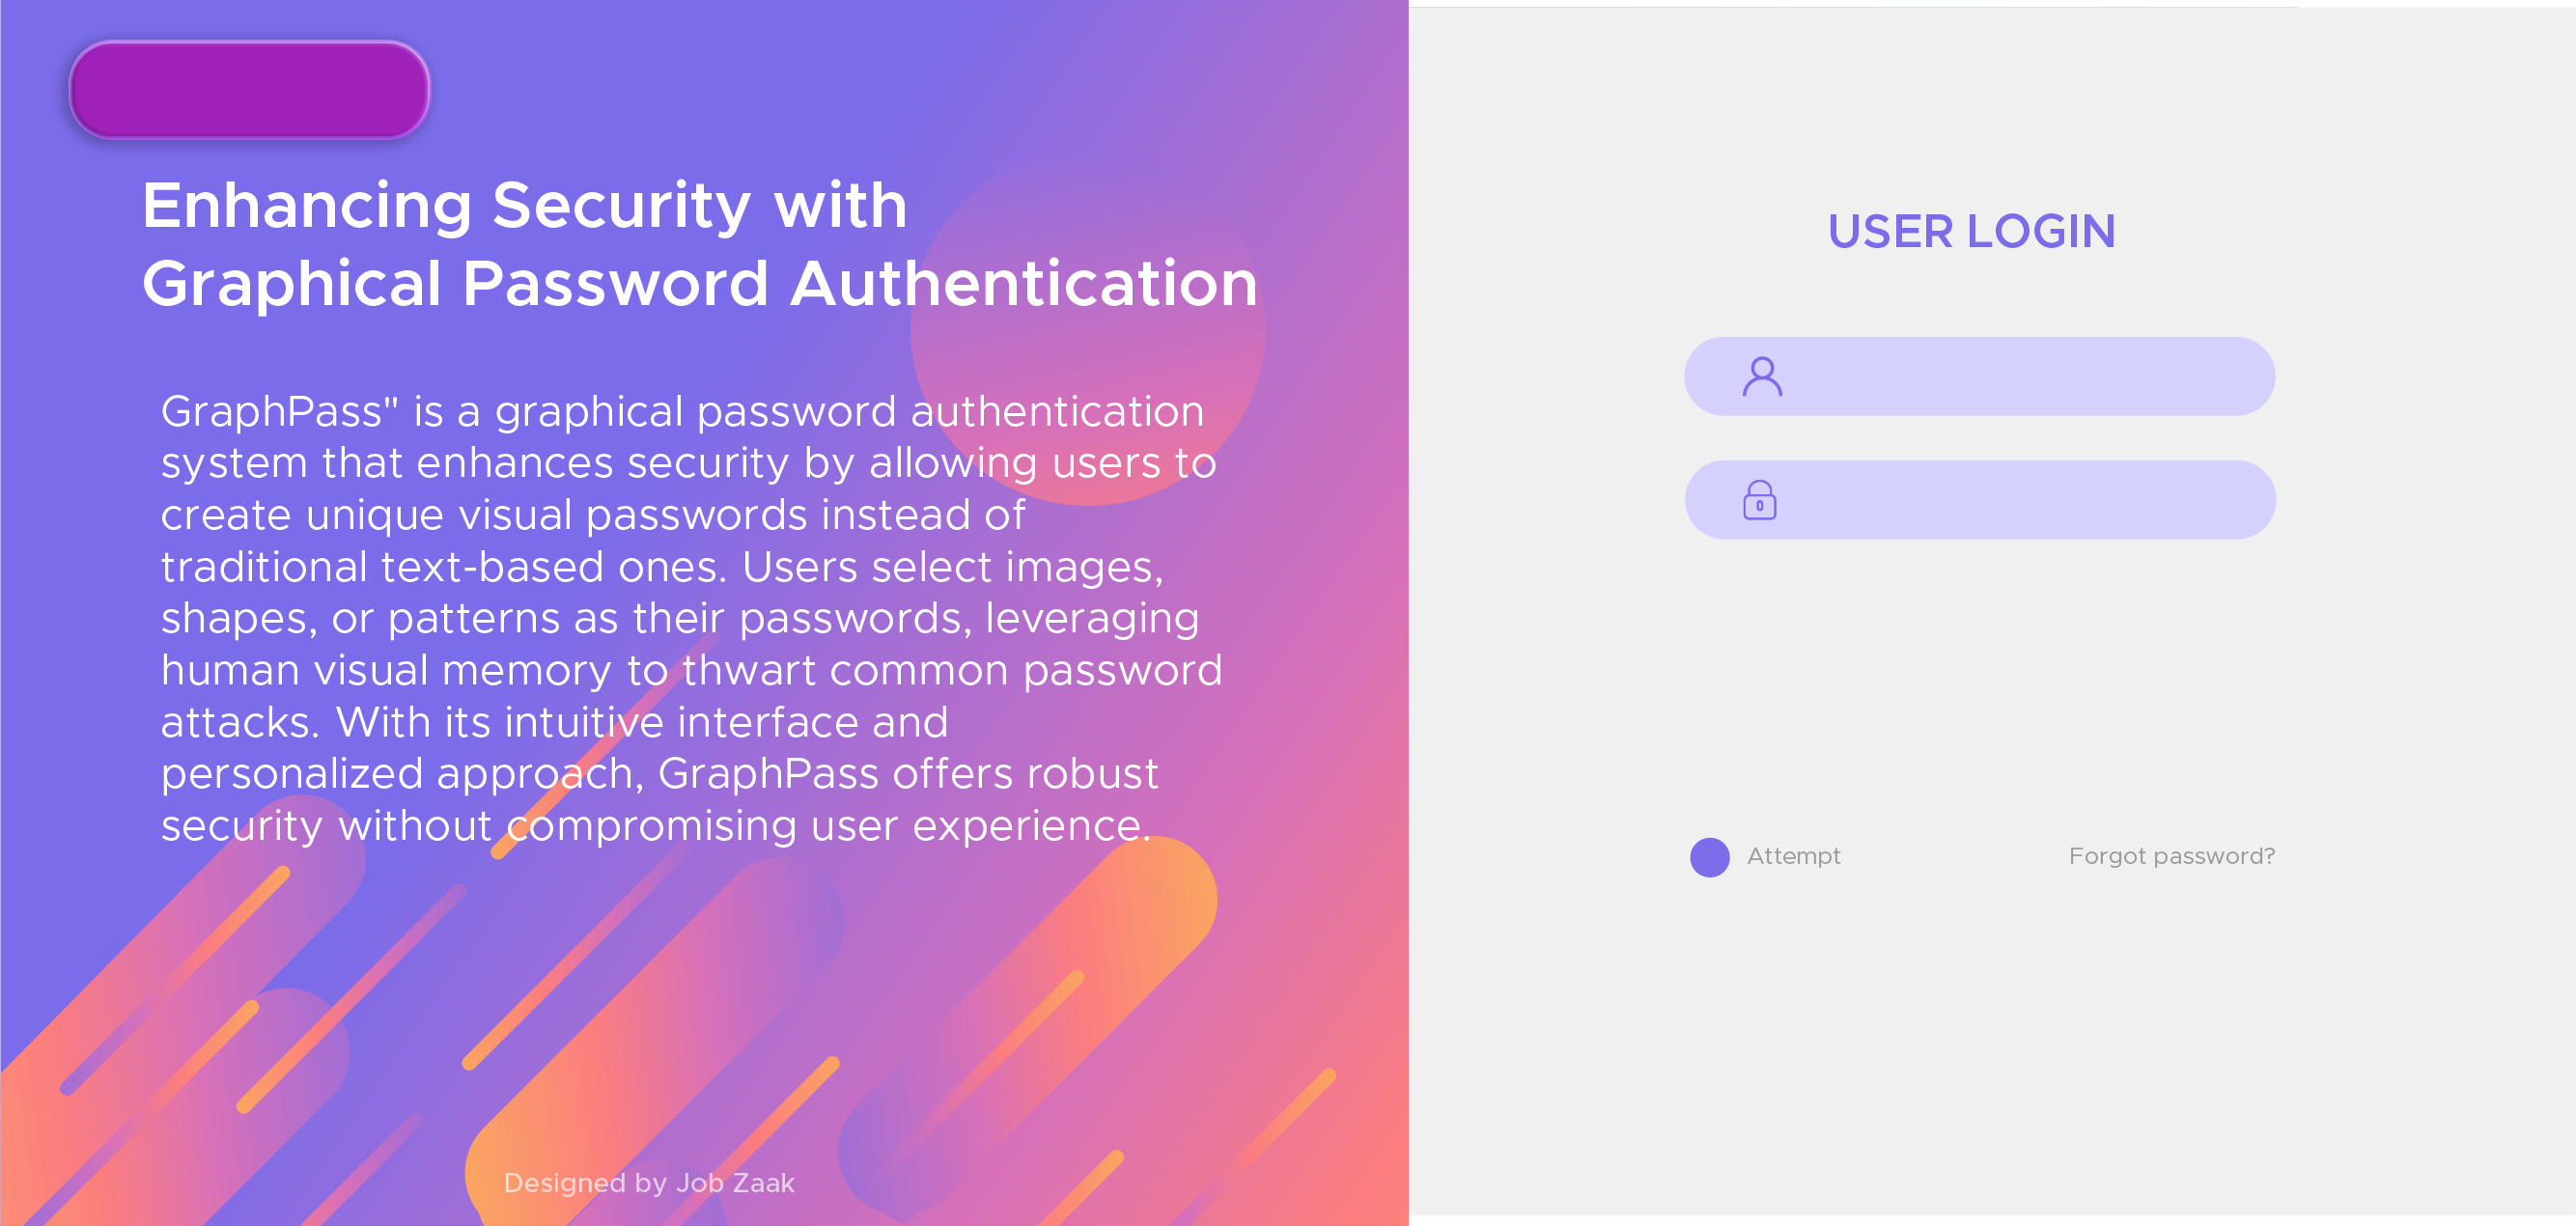 Enhancing Security with
Graphical Password Authentication
GraphPass" is a graphical password authentication
system that enhances security by allowing users to
create unique visual passwords instead of
traditional text-based ones. Users select images,
shapes, or patterns as their passwords, leveraging
human visual memory to thwart common password
attacks. With its intuitive interface and
personalized approach, GraphPass offers robust
security without compromising user experience.
Designed by Job Zaak
USER LOGIN
Attempt
Forgot password?